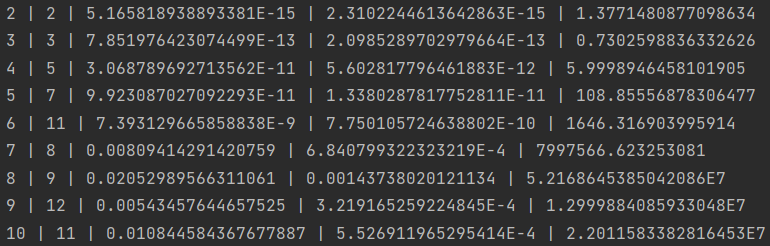 2 | 2 | 5.165818938893381E-15 | 2.3102244613642863E-15 | 1.3771480877098634
3 | 3 | 7.851976423074499E-13 | 2.0985289702979664E-13 | 0.7302598836332626
4 | 5 | 3.068789692713562E-11 | 5.602817796461883E-12 | 5.9998946458101905
5 | 7 | 9.923087027092293E-11 | 1.3380287817752811E-11 | 108.85556878306477
6 | 11 | 7.393129665858838E-9 | 7.750105724638802E-10 | 1646.316903995914
7 | 8 | 0.00809414291420759 | 6.840799322323219E-4 | 7997566.623253081
8 | 9 | 0.02052989566311061 | 0.00143738020121134 | 5.2168645385042086E7
9 | 12 | 0.00543457644657525 | 3.219165259224845E-4 | 1.2999884085933048E7
10 | 11 | 0.010844584367677887 | 5.526911965295414E-4 | 2.2011583382816453E7